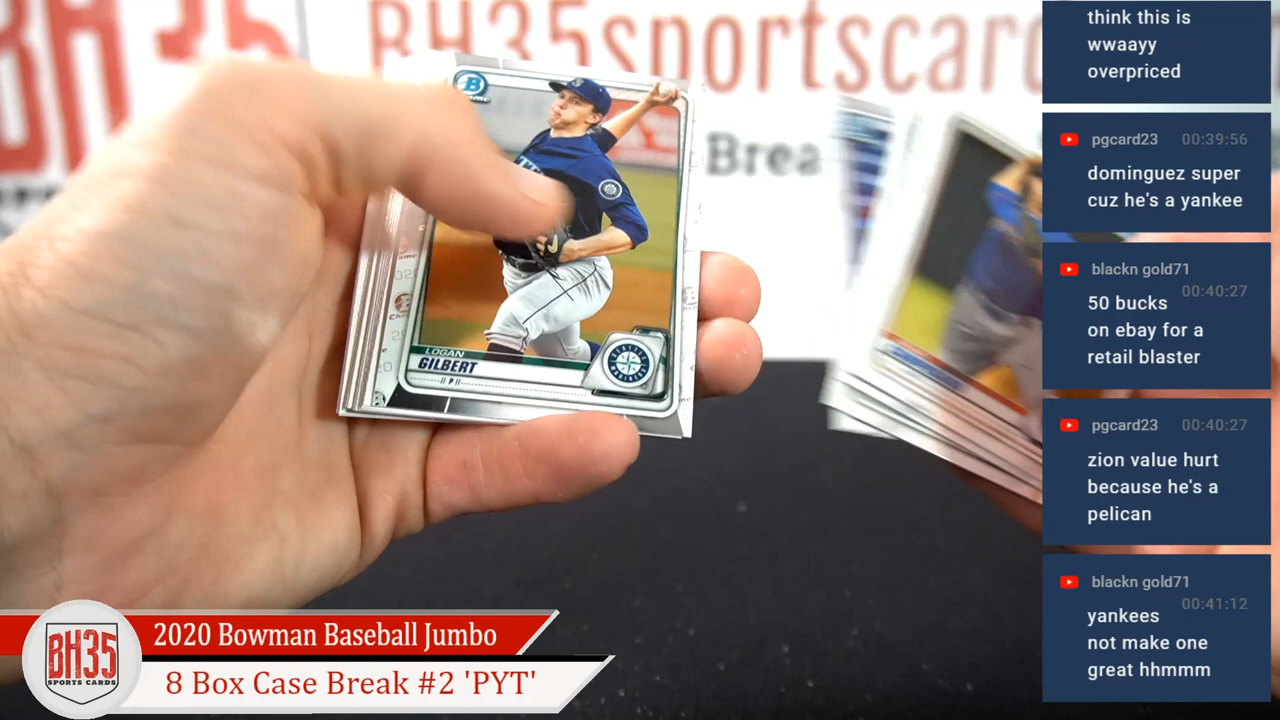 BH35sportscard
Brea
B
LOGAN
GILBERT
P
think this is
wwaayy
overpriced
pgcard23 00:39:56
dominguez super
cuz he's a yankee
blackn gold71
00:40:27
50 bucks
on ebay for a
retail blaster
pgcard23 00:40:27
zion value hurt
because he's a
pelican
blackn gold71
00:41:12
yankees
not make one
great hhmmm
BH35
SPORTS CARDS
2020 Bowman Baseball Jumbo
8 Box Case Break #2 'PYT'